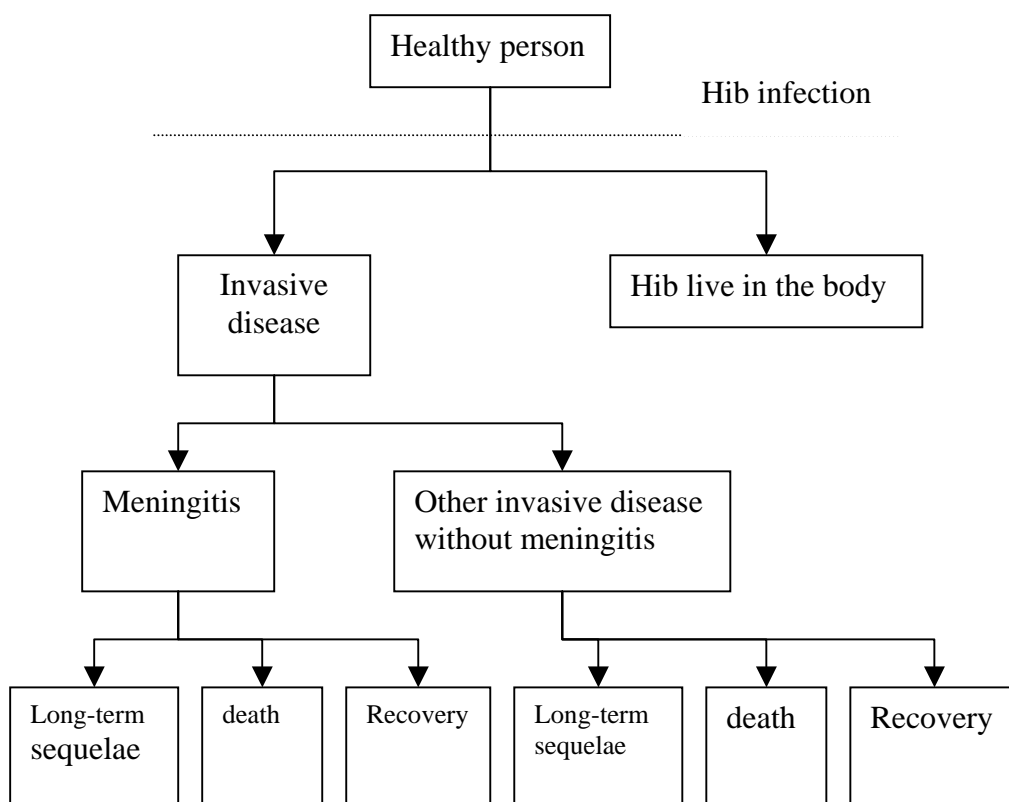 Healthy person
Hib infection
Invasive
disease
Hib live in the body
Meningitis
Other invasive disease
without meningitis
Long-term
sequelae
death
Recovery
Long-term
sequelae
death
Recovery